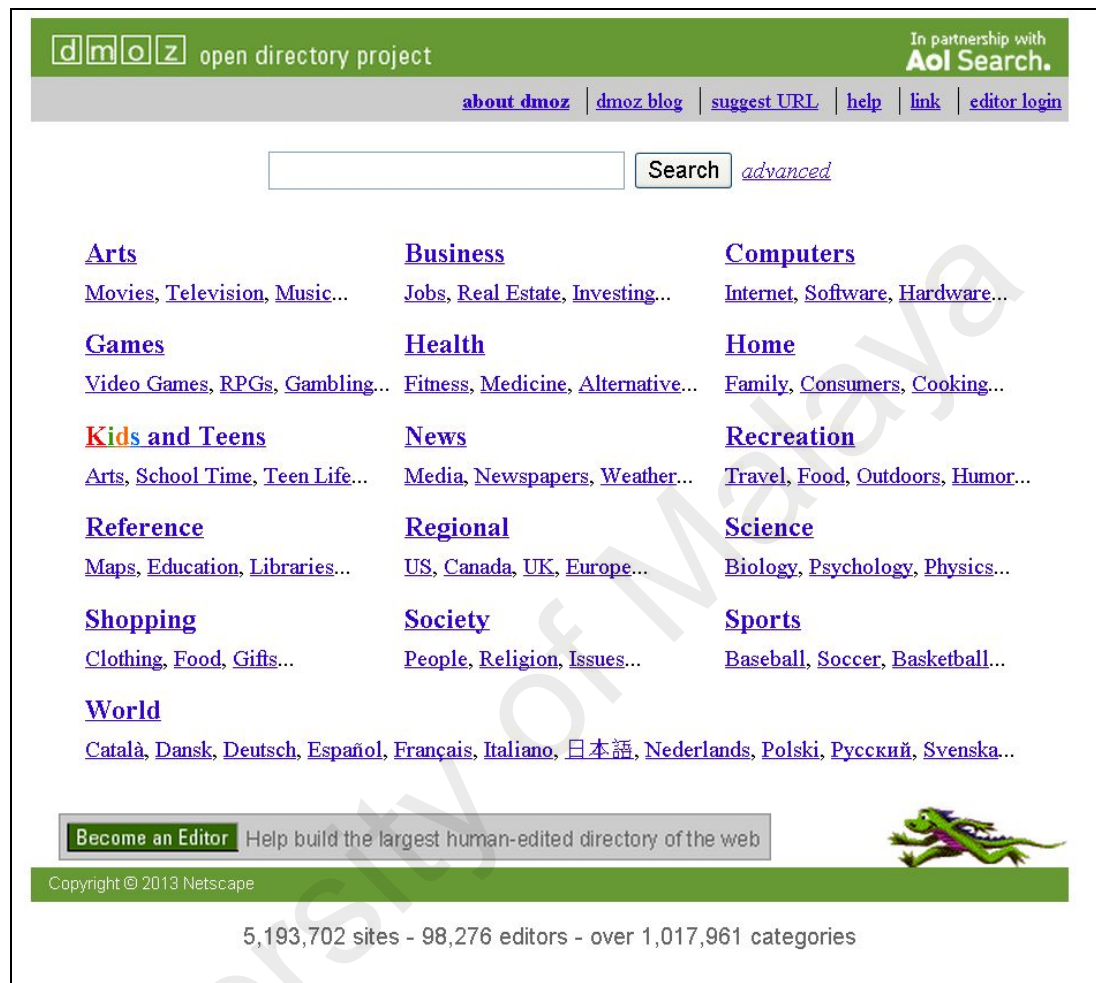 dmoz open directory project
In partnership with
Aol Search.
about dmoz | dmoz blog | suggest URL | help | link | editor login
Search advanced
Arts Business Computers
Movies, Television, Music... Jobs, Real Estate, Investing... Internet, Software, Hardware...
Games Health Home
Video Games, RPGs, Gambling... Fitness, Medicine, Alternative... Family, Consumers, Cooking...
Kids and Teens News Recreation
Arts, School Time, Teen Life... Media, Newspapers, Weather... Travel, Food, Outdoors, Humor...
Reference Regional Science
Maps, Education, Libraries... US, Canada, UK, Europe... Biology, Psychology, Physics...
Shopping Society Sports
Clothing, Food, Gifts... People, Religion, Issues... Baseball, Soccer, Basketball...
World
Català, Dansk, Deutsch, Español, Français, Italiano, 日本語, Nederlands, Polski, Русский, Svenska...
Become an Editor Help build the largest human-edited directory of the web
Copyright © 2013 Netscape
5,193,702 sites - 98,276 editors - over 1,017,961 categories
ersity of Malaya